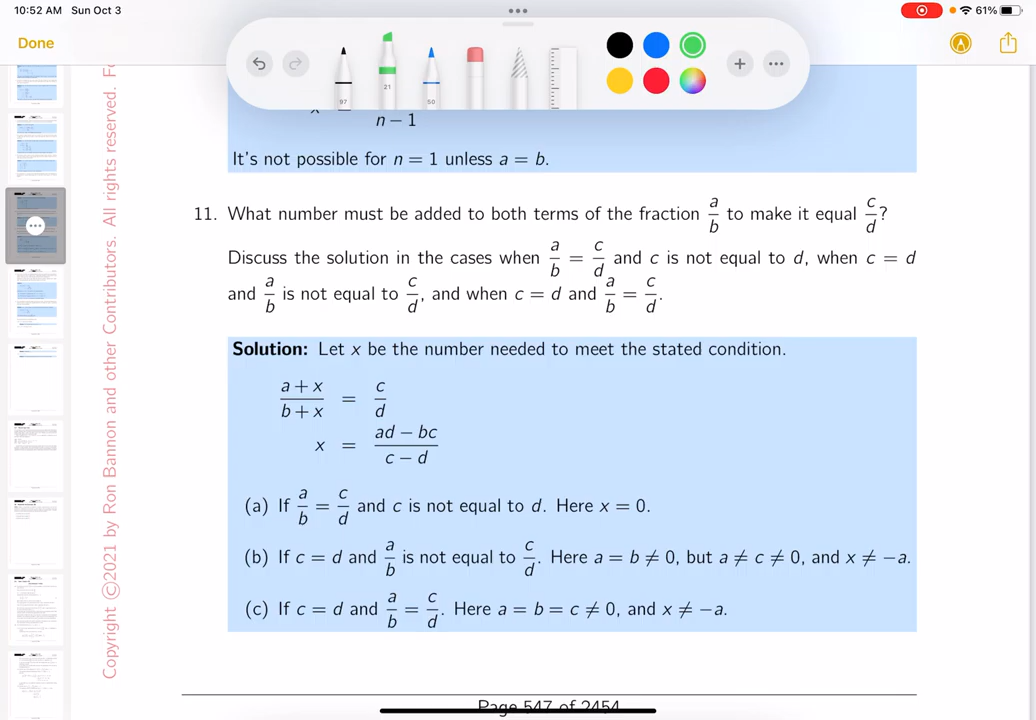 10:52 AM Sun Oct 3
61%
Done
97
21
50
Copyright ©2021 by Ron Bannon and other Contributors. All rights reserved.
n − 1
It's not possible for n = 1 unless a = b.
11. What number must be added to both terms of the fraction a/b to make it equal c/d?
Discuss the solution in the cases when a/b = c/d and c is not equal to d, when c = d
and a/b is not equal to c/d, and when c = d and a/b = c/d.
Solution: Let x be the number needed to meet the stated condition.
(a + x)/(b + x) = c/d
x = (ad − bc)/(c − d)
(a) If a/b = c/d and c is not equal to d. Here x = 0.
(b) If c = d and a/b is not equal to c/d. Here a = b ≠ 0, but a ≠ c ≠ 0, and x ≠ −a.
(c) If c = d and a/b = c/d. Here a = b = c ≠ 0, and x ≠ −a.
Page 547 of 2454